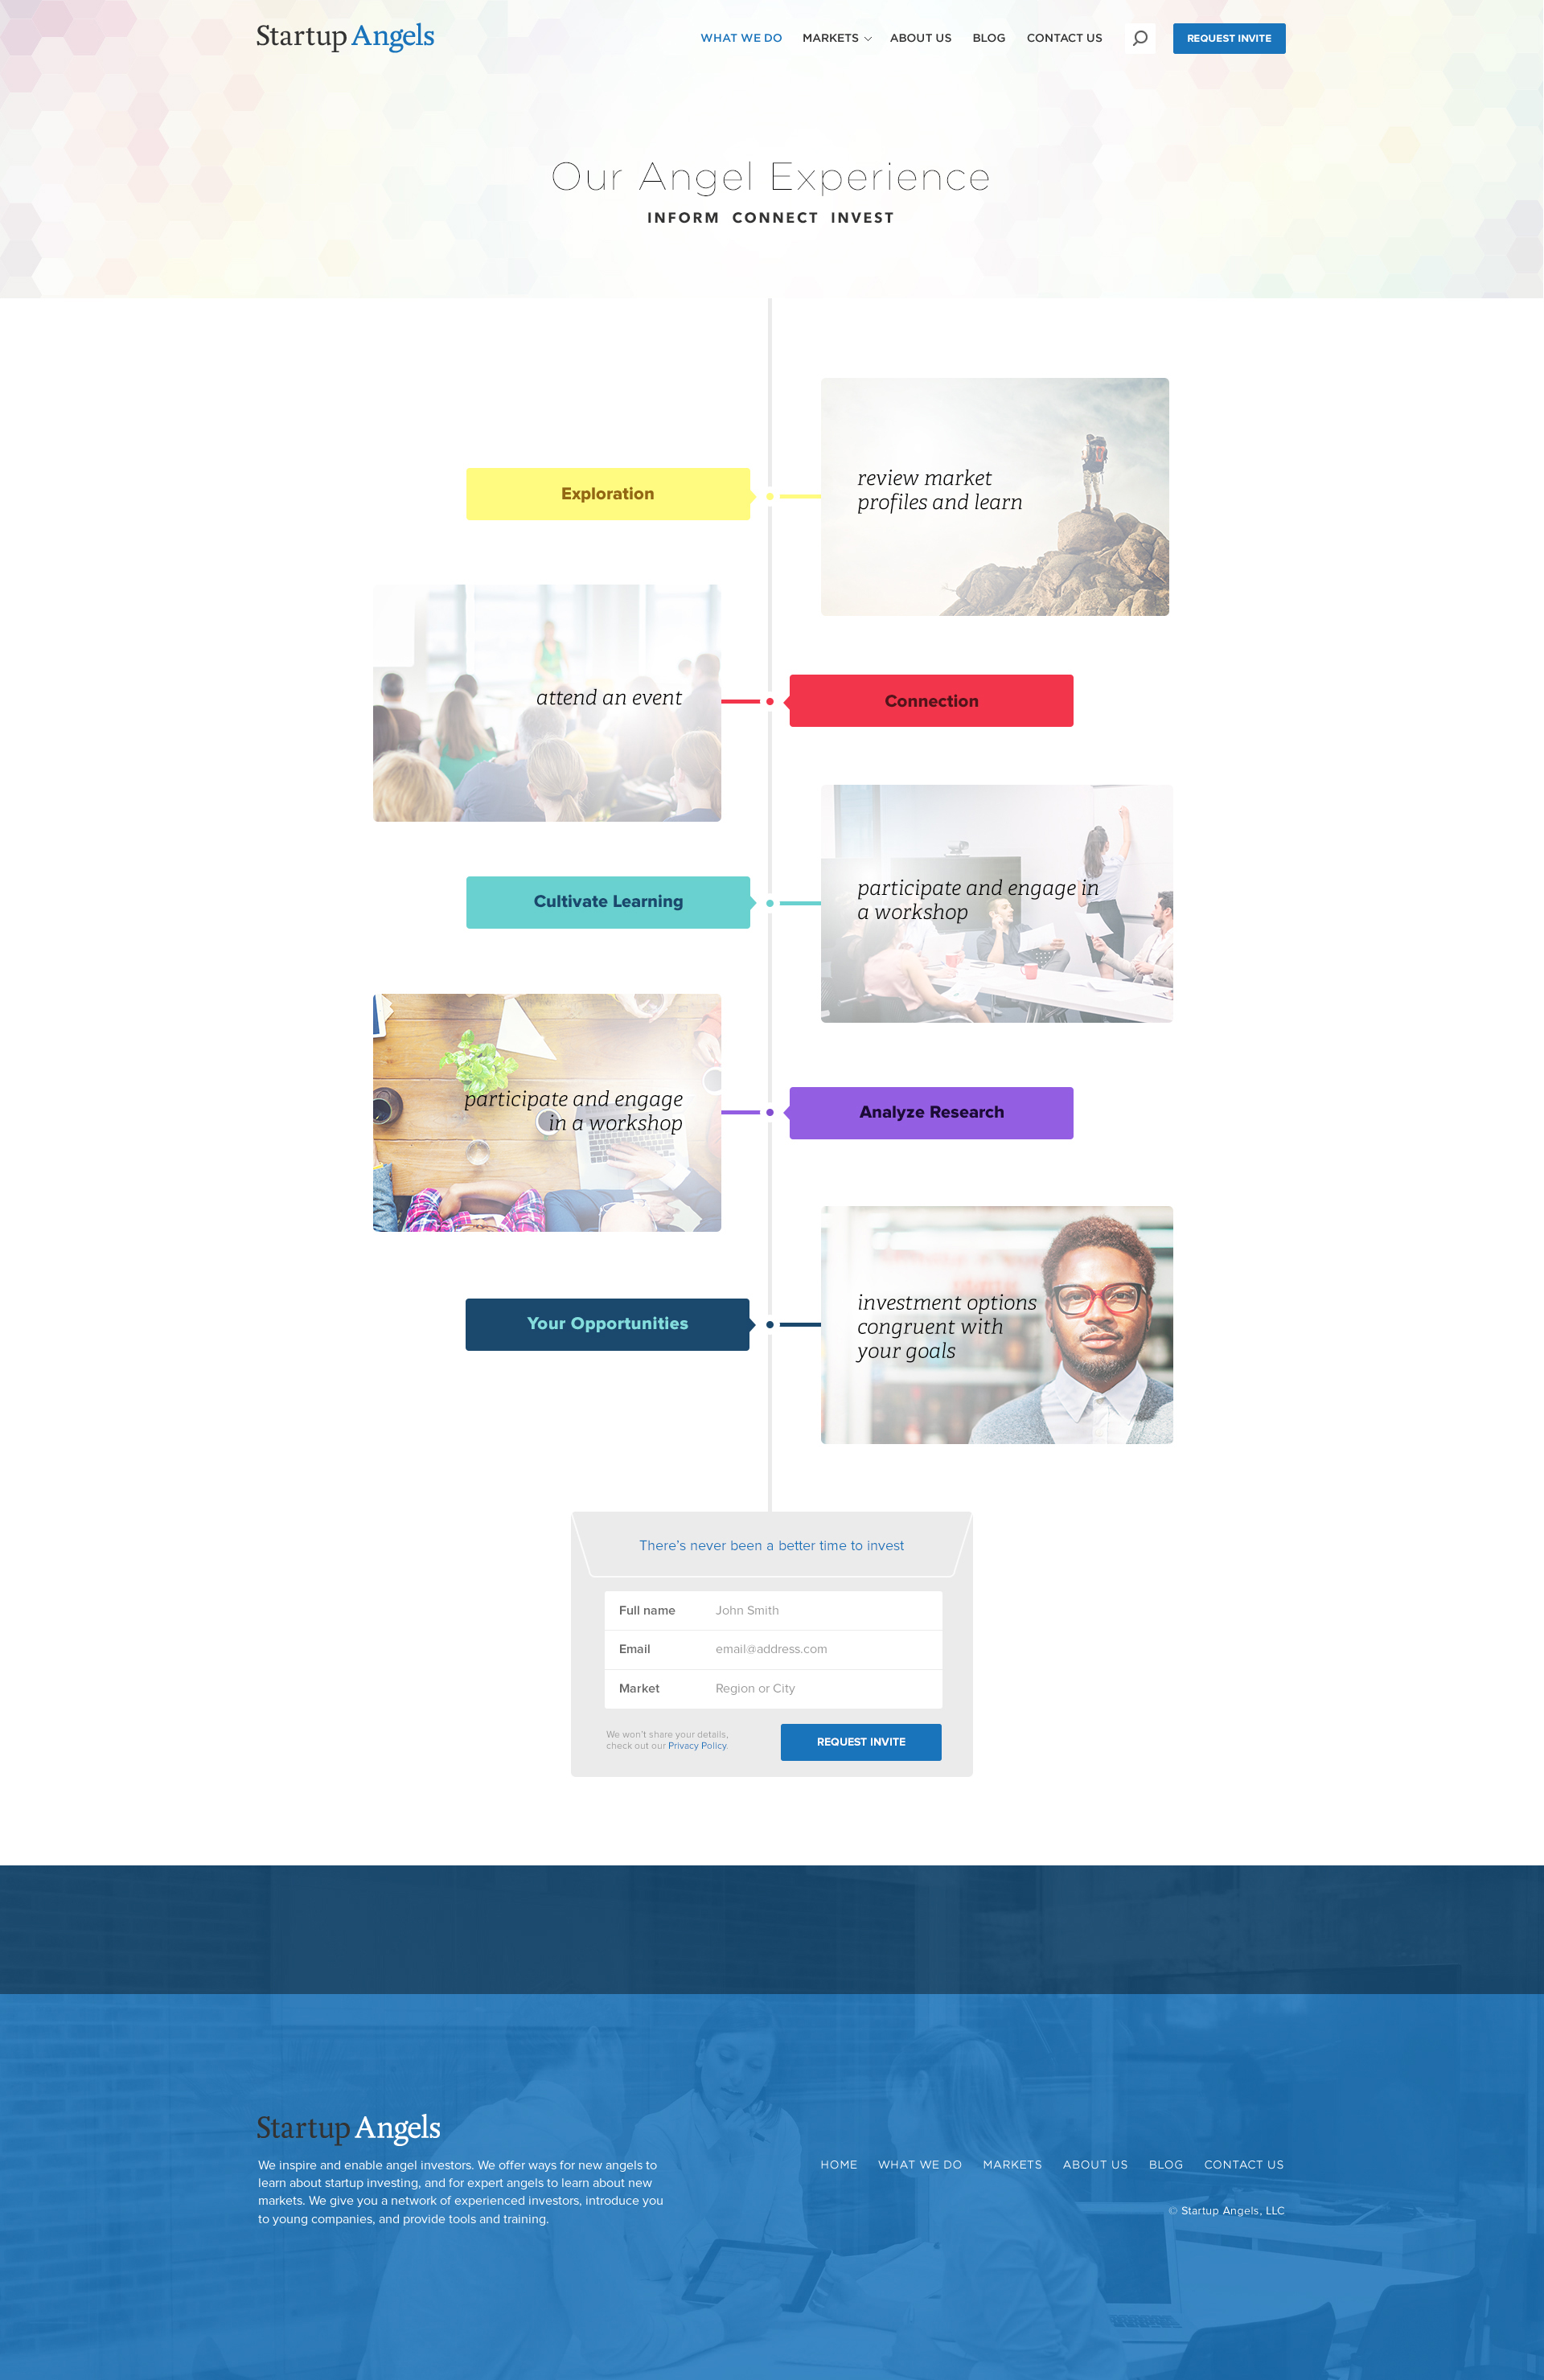 Startup Angels
WHAT WE DO MARKETS ABOUT US BLOG CONTACT US REQUEST INVITE
Our Angel Experience
INFORM CONNECT INVEST
Exploration
review market
profiles and learn
attend an event
Connection
Cultivate Learning
participate and engage in
a workshop
participate and engage
in a workshop
Analyze Research
Your Opportunities
investment options
congruent with
your goals
There's never been a better time to invest
Full name John Smith
Email email@address.com
Market Region or City
We won't share your details,
check out our Privacy Policy.
REQUEST INVITE
Startup Angels
We inspire and enable angel investors. We offer ways for new angels to
learn about startup investing, and for expert angels to learn about new
markets. We give you a network of experienced investors, introduce you
to young companies, and provide tools and training.
HOME WHAT WE DO MARKETS ABOUT US BLOG CONTACT US
© Startup Angels, LLC